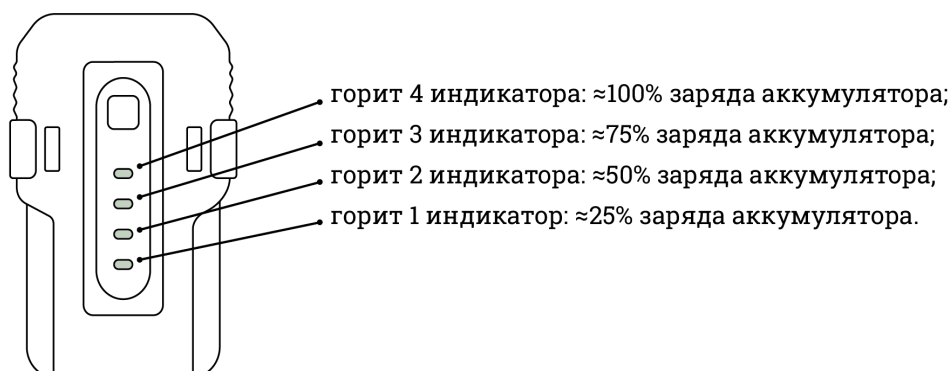 горит 4 индикатора: ≈100% заряда аккумулятора;
горит 3 индикатора: ≈75% заряда аккумулятора;
горит 2 индикатора: ≈50% заряда аккумулятора;
горит 1 индикатор: ≈25% заряда аккумулятора.